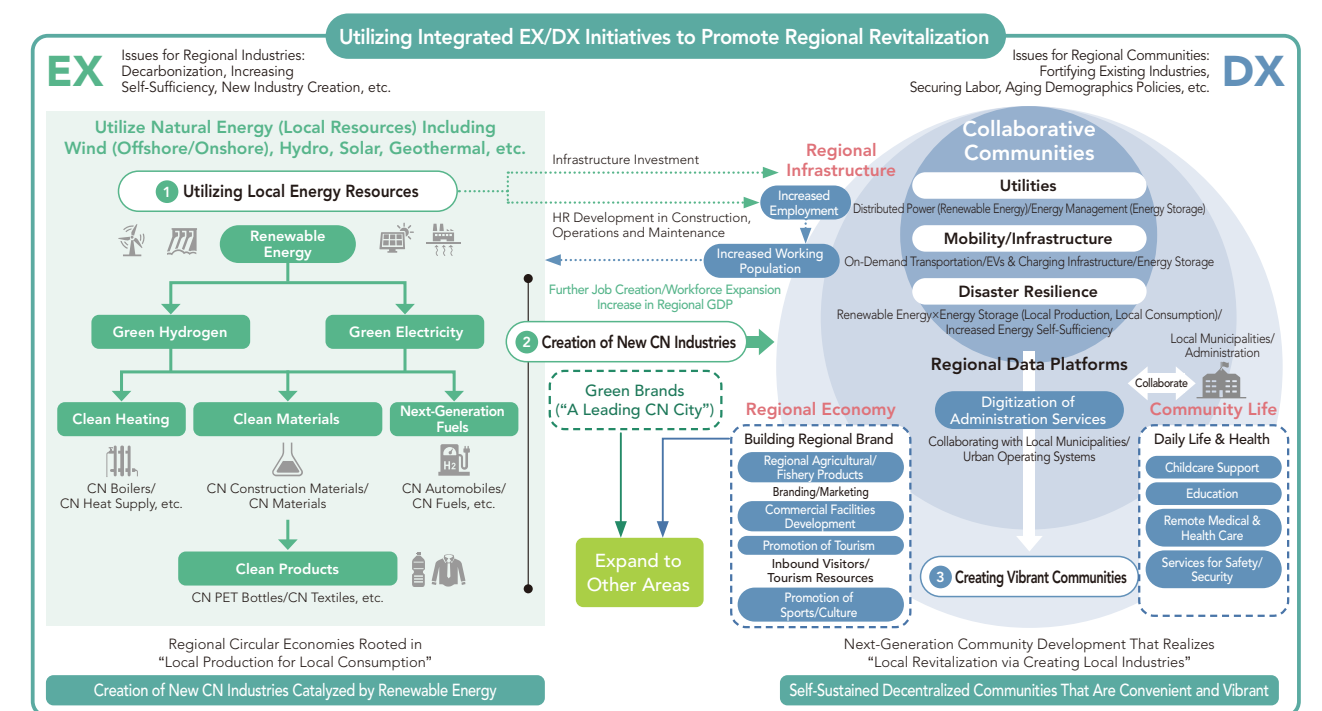 Utilizing Integrated EX/DX Initiatives to Promote Regional Revitalization
EX
Issues for Regional Industries:
Decarbonization, Increasing
Self-Sufficiency, New Industry Creation, etc.
Issues for Regional Communities:
Fortifying Existing Industries,
Securing Labor, Aging Demographics Policies, etc.
DX
Utilize Natural Energy (Local Resources) Including
Wind (Offshore/Onshore), Hydro, Solar, Geothermal, etc.
1 Utilizing Local Energy Resources
Renewable
Energy
Green Hydrogen
Green Electricity
Clean Heating
Clean Materials
Next-Generation
Fuels
H2
CN Boilers/
CN Heat Supply, etc.
CN Construction Materials/
CN Materials
CN Automobiles/
CN Fuels, etc.
Clean Products
CN PET Bottles/CN Textiles, etc.
Regional Circular Economies Rooted in
“Local Production for Local Consumption”
Creation of New CN Industries Catalyzed by Renewable Energy
Infrastructure Investment
Regional
Infrastructure
Increased
Employment
HR Development in Construction,
Operations and Maintenance
Increased Working
Population
Further Job Creation/Workforce Expansion
Increase in Regional GDP
2 Creation of New CN Industries
Green Brands
(“A Leading CN City”)
Expand to
Other Areas
Regional Economy
Building Regional Brand
Regional Agricultural/
Fishery Products
Branding/Marketing
Commercial Facilities
Development
Promotion of Tourism
Inbound Visitors/
Tourism Resources
Promotion of
Sports/Culture
Collaborative
Communities
Utilities
Distributed Power (Renewable Energy)/Energy Management (Energy Storage)
Mobility/Infrastructure
On-Demand Transportation/EVs & Charging Infrastructure/Energy Storage
Disaster Resilience
Renewable Energy×Energy Storage (Local Production, Local Consumption)/
Increased Energy Self-Sufficiency
Regional Data Platforms
Digitization of
Administration Services
Collaborating with Local Municipalities/
Urban Operating Systems
Collaborate
Local Municipalities/
Administration
3 Creating Vibrant Communities
Community Life
Daily Life & Health
Childcare Support
Education
Remote Medical &
Health Care
Services for Safety/
Security
Next-Generation Community Development That Realizes
“Local Revitalization via Creating Local Industries”
Self-Sustained Decentralized Communities That Are Convenient and Vibrant